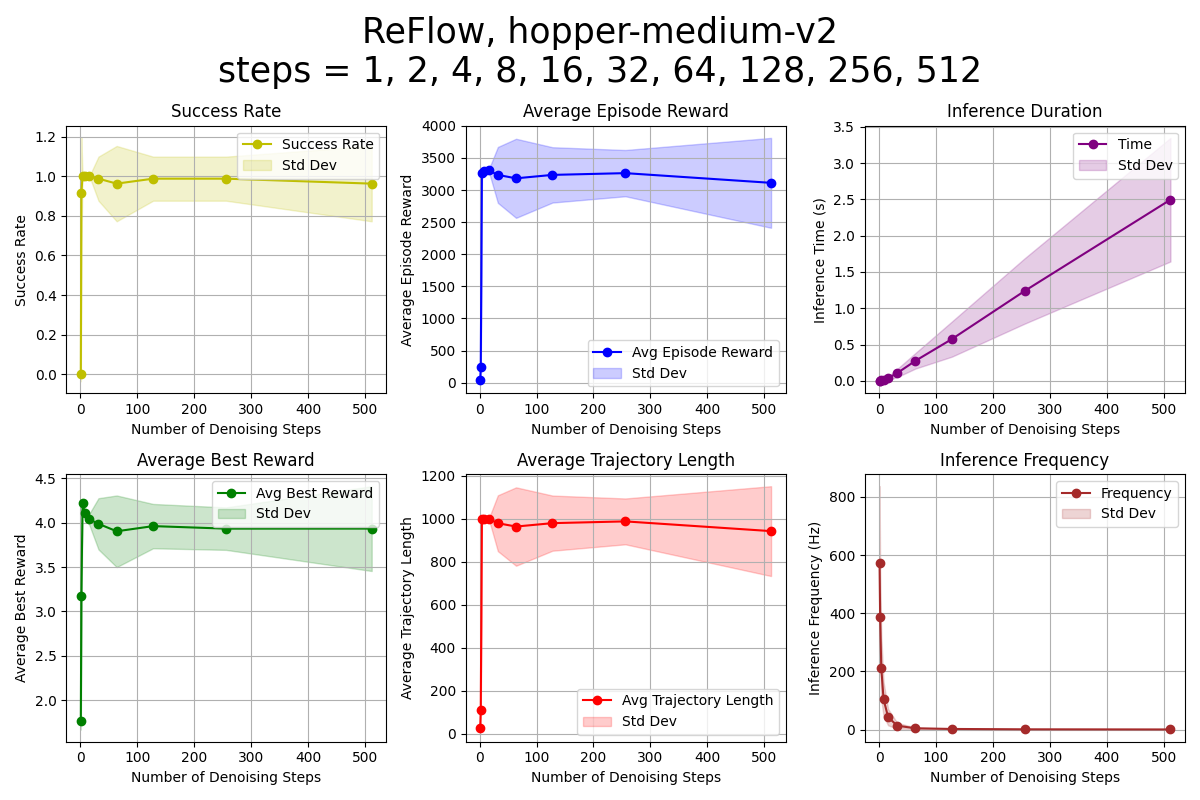 ReFlow, hopper-medium-v2
steps = 1, 2, 4, 8, 16, 32, 64, 128, 256, 512
Success Rate
1.2
1.0
0.8
0.6
0.4
0.2
0.0
Success Rate
Success Rate
Std Dev
0 100 200 300 400 500
Number of Denoising Steps
Average Episode Reward
4000
3500
3000
2500
2000
1500
1000
500
0
Average Episode Reward
Avg Episode Reward
Std Dev
0 100 200 300 400 500
Number of Denoising Steps
Inference Duration
3.5
3.0
2.5
2.0
1.5
1.0
0.5
0.0
Inference Time (s)
Time
Std Dev
0 100 200 300 400 500
Number of Denoising Steps
Average Best Reward
4.5
4.0
3.5
3.0
2.5
2.0
Average Best Reward
Avg Best Reward
Std Dev
0 100 200 300 400 500
Number of Denoising Steps
Average Trajectory Length
1200
1000
800
600
400
200
0
Average Trajectory Length
Avg Trajectory Length
Std Dev
0 100 200 300 400 500
Number of Denoising Steps
Inference Frequency
800
600
400
200
0
Inference Frequency (Hz)
Frequency
Std Dev
0 100 200 300 400 500
Number of Denoising Steps